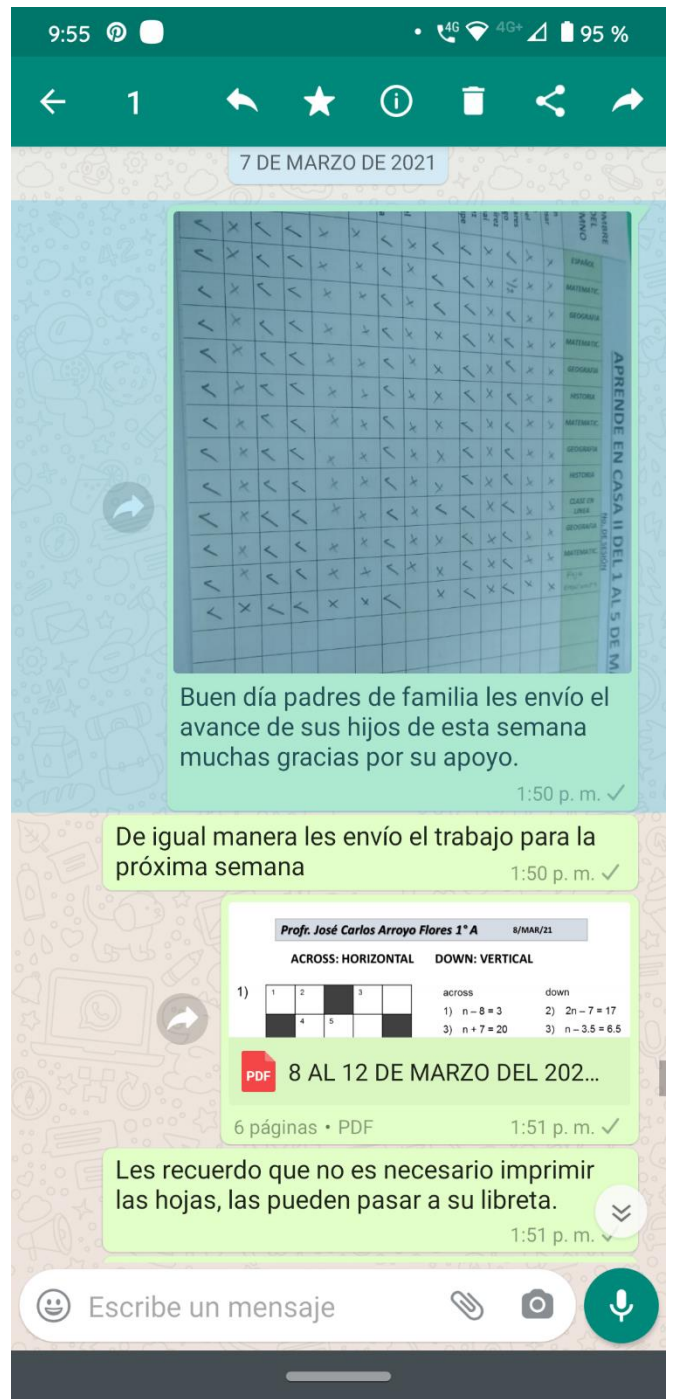 9:55
4G 4G+ 95 %
1
7 DE MARZO DE 2021
ESPAÑOL
MATEMATIC.
GEOGRAFIA
MATEMATIC.
GEOGRAFIA
HISTORIA
MATEMATIC.
GEOGRAFIA
HISTORIA
CLASE EN
LINEA
GEOGRAFIA
MATEMATIC.
APRENDE EN CASA II DEL 1 AL 5 DE M
No. DE SESIÓN
Buen día padres de familia les envío el
avance de sus hijos de esta semana
muchas gracias por su apoyo.
1:50 p. m.
De igual manera les envío el trabajo para la
próxima semana
1:50 p. m.
Profr. José Carlos Arroyo Flores 1° A 8/MAR/21
ACROSS: HORIZONTAL DOWN: VERTICAL
1) 1 2 3 across down
4 5 1) n – 8 = 3 2) 2n – 7 = 17
3) n + 7 = 20 3) n – 3.5 = 6.5
PDF 8 AL 12 DE MARZO DEL 202...
6 páginas • PDF 1:51 p. m.
Les recuerdo que no es necesario imprimir
las hojas, las pueden pasar a su libreta.
1:51 p. m.
Escribe un mensaje